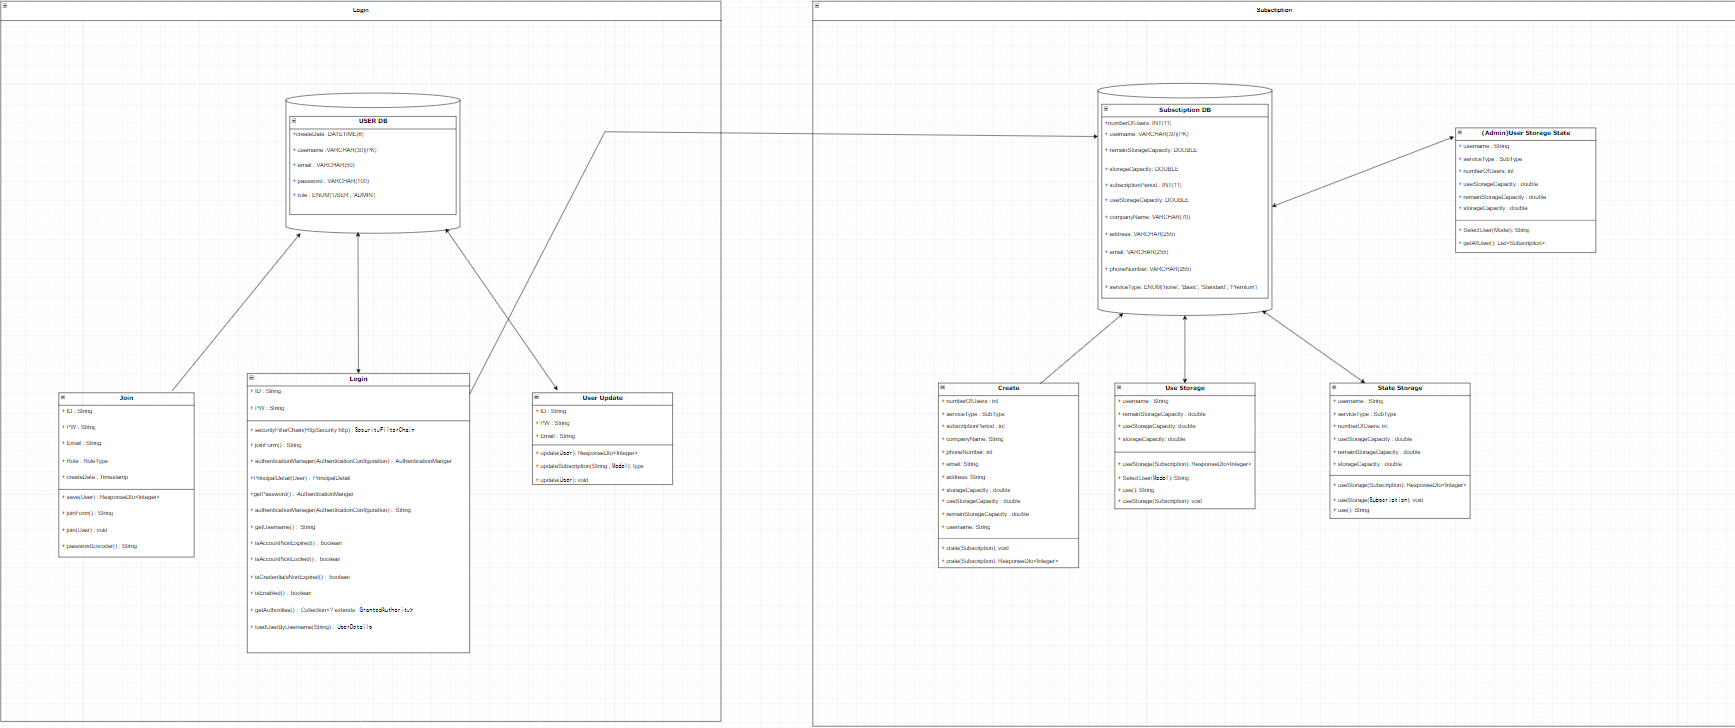 Login
USER DB
+createDate: DATETIME(6)
+ username :VARCHAR(30)(PK)
+ email : VARCHAR(50)
+ password : VARCHAR(100)
+ role : ENUM('USER', 'ADMIN')
Join
+ ID : String
+ PW : String
+ Email : String
+ Role : RoleType
+ createDate : Timestamp
+ save(User) : ResponseDto<Integer>
+ joinForm() : String
+ join(User) : void
+ passwordEncoder() : String
Login
+ ID : String
+ PW : String
+ securityFilterChain(HttpSecurity http) : SecurityFilterChain
+ joinForm() : String
+ authenticationManager(AuthenticationConfiguration) : AuthenticationManger
+PrincipalDetail(User) : PrincipalDetail
+getPassword() : AuthenticationManger
+ authenticationManager(AuthenticationConfiguration) : String
+ getUsername() : String
+ isAccountNonExpired() : boolean
+ isAccountNonLocked() : boolean
+ isCredentialsNonExpired() : boolean
+ isEnabled() : boolean
+ getAuthorities() : Collection<? extends GrantedAuthority>
+ loadUserByUsername(String) : UserDetails
User Update
+ ID : String
+ PW : String
+ Email : String
+ update(User): ResponseDto<Integer>
+ updateSubscription(String , Model): type
+ update(User): void
Subsctiption
Subsctiption DB
+numberOfUsers: INT(11)
+ username :VARCHAR(30)(PK)
+ remainStorageCapacity: DOUBLE
+ storageCapacity: DOUBLE
+ subscriptionPeriod : INT(11)
+ useStorageCapacity: DOUBLE
+ companyName: VARCHAR(70)
+ address: VARCHAR(255)
+ email: VARCHAR(255)
+ phoneNumber: VARCHAR(255)
+ serviceType: ENUM('none', 'Basic', 'Standard', 'Premium')
(Admin)User Storage State
+ username : String
+ serviceType : SubType
+ numberOfUsers: int
+ useStorageCapacity : double
+ remainStorageCapacity : double
+ storageCapacity : double
+ SelectUser(Model): String
+ getAllUser(): List<Subscription>
Create
+ numberOfUsers : int
+ serviceType : SubType
+ subscriptionPeriod : int
+ companyName: String
+ phoneNumber: int
+ email: String
+ address: String
+ storageCapacity : double
+ useStorageCapacity : double
+ remainStorageCapacity : double
+ username: String
+ crate(Subscription): void
+ crate(Subscription): ResponseDto<Integer>
Use Storage
+ username : String
+ remainStorageCapacity : double
+ useStorageCapacity: double
+ storageCapacity: double
+ useStorage(Subscription): ResponseDto<Integer>
+ SelectUser(Model): String
+ use(): String
+ useStorage(Subscription): void
State Storage
+ username : String
+ serviceType : SubType
+ numberOfUsers: int
+ useStorageCapacity : double
+ remainStorageCapacity : double
+ storageCapacity : double
+ useStorage(Subscription): ResponseDto<Integer>
+ useStorage(Subscription): void
+ use(): String